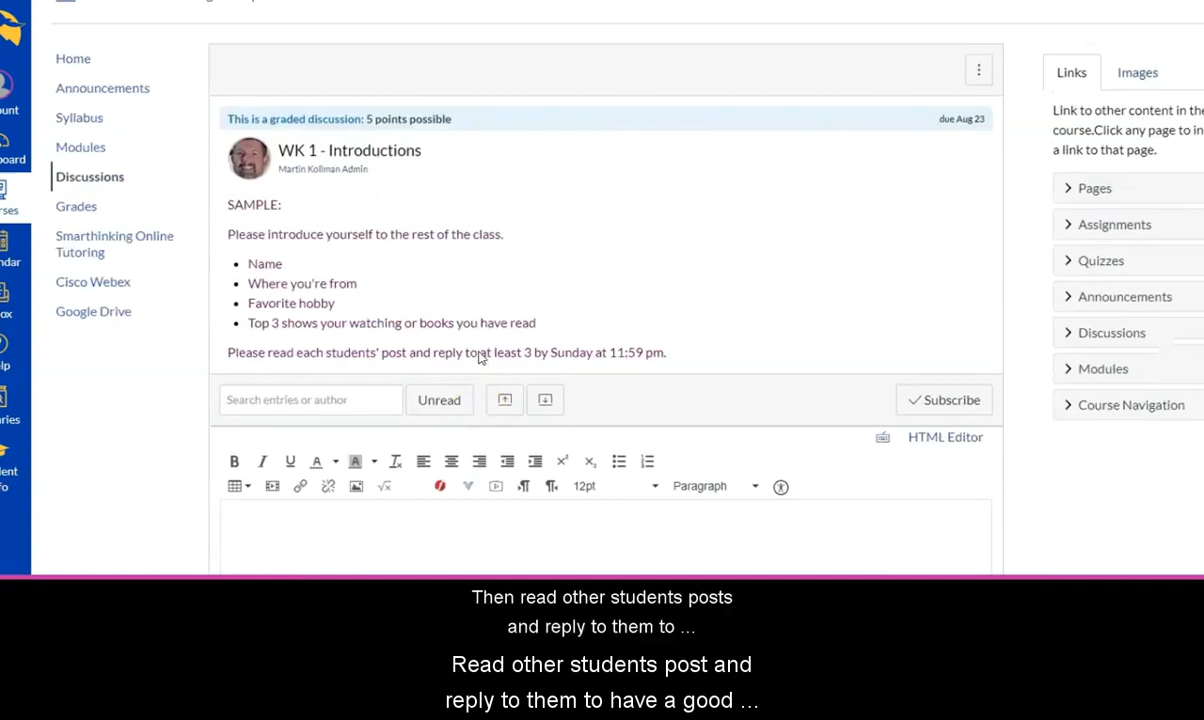 Home
Announcements
Syllabus
Modules
Discussions
Grades
Smarthinking Online
Tutoring
Cisco Webex
Google Drive
This is a graded discussion: 5 points possible
due Aug 23
WK 1 - Introductions
Martin Kollman Admin
SAMPLE:
Please introduce yourself to the rest of the class.
Name
Where you're from
Favorite hobby
Top 3 shows your watching or books you have read
Please read each students' post and reply to at least 3 by Sunday at 11:59 pm.
Search entries or author
Unread
Subscribe
HTML Editor
12pt
Paragraph
Links
Images
Link to other content in the
course.Click any page to in
a link to that page.
Pages
Assignments
Quizzes
Announcements
Discussions
Modules
Course Navigation
Then read other students posts
and reply to them to ...
Read other students post and
reply to them to have a good ...